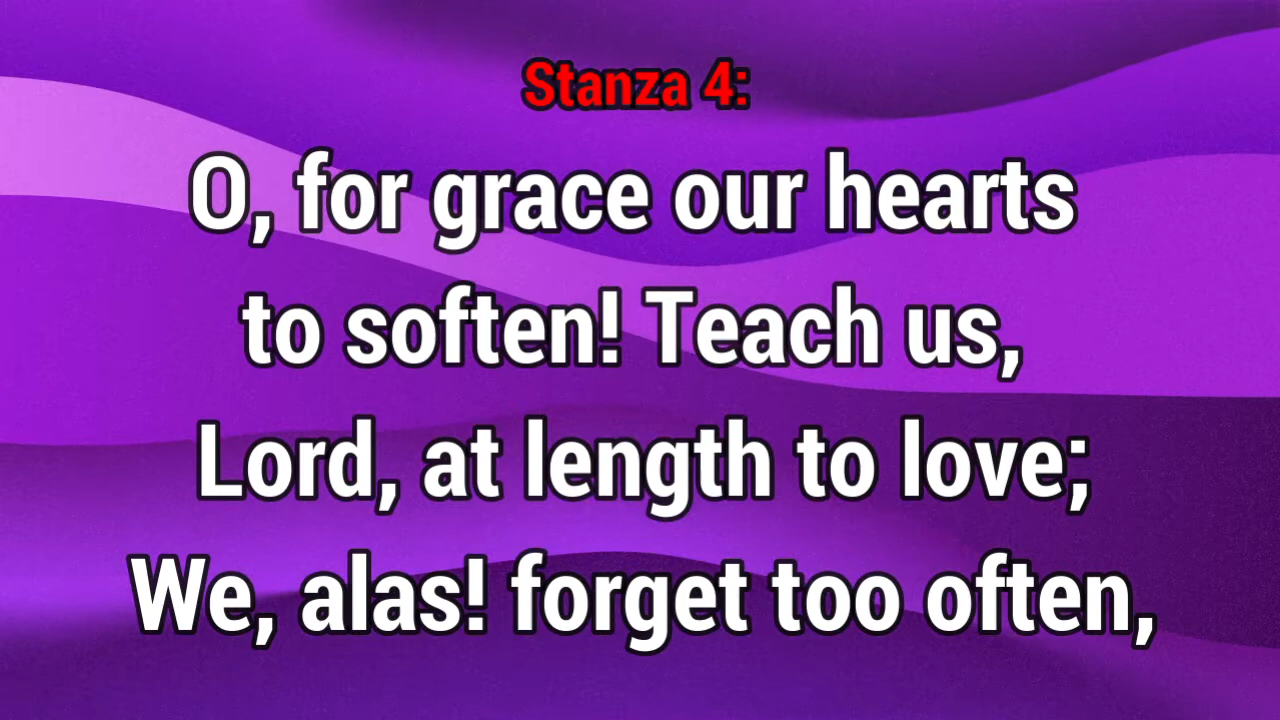 Stanza 4:
O, for grace our hearts
to soften! Teach us,
Lord, at length to love;
We, alas! forget too often,